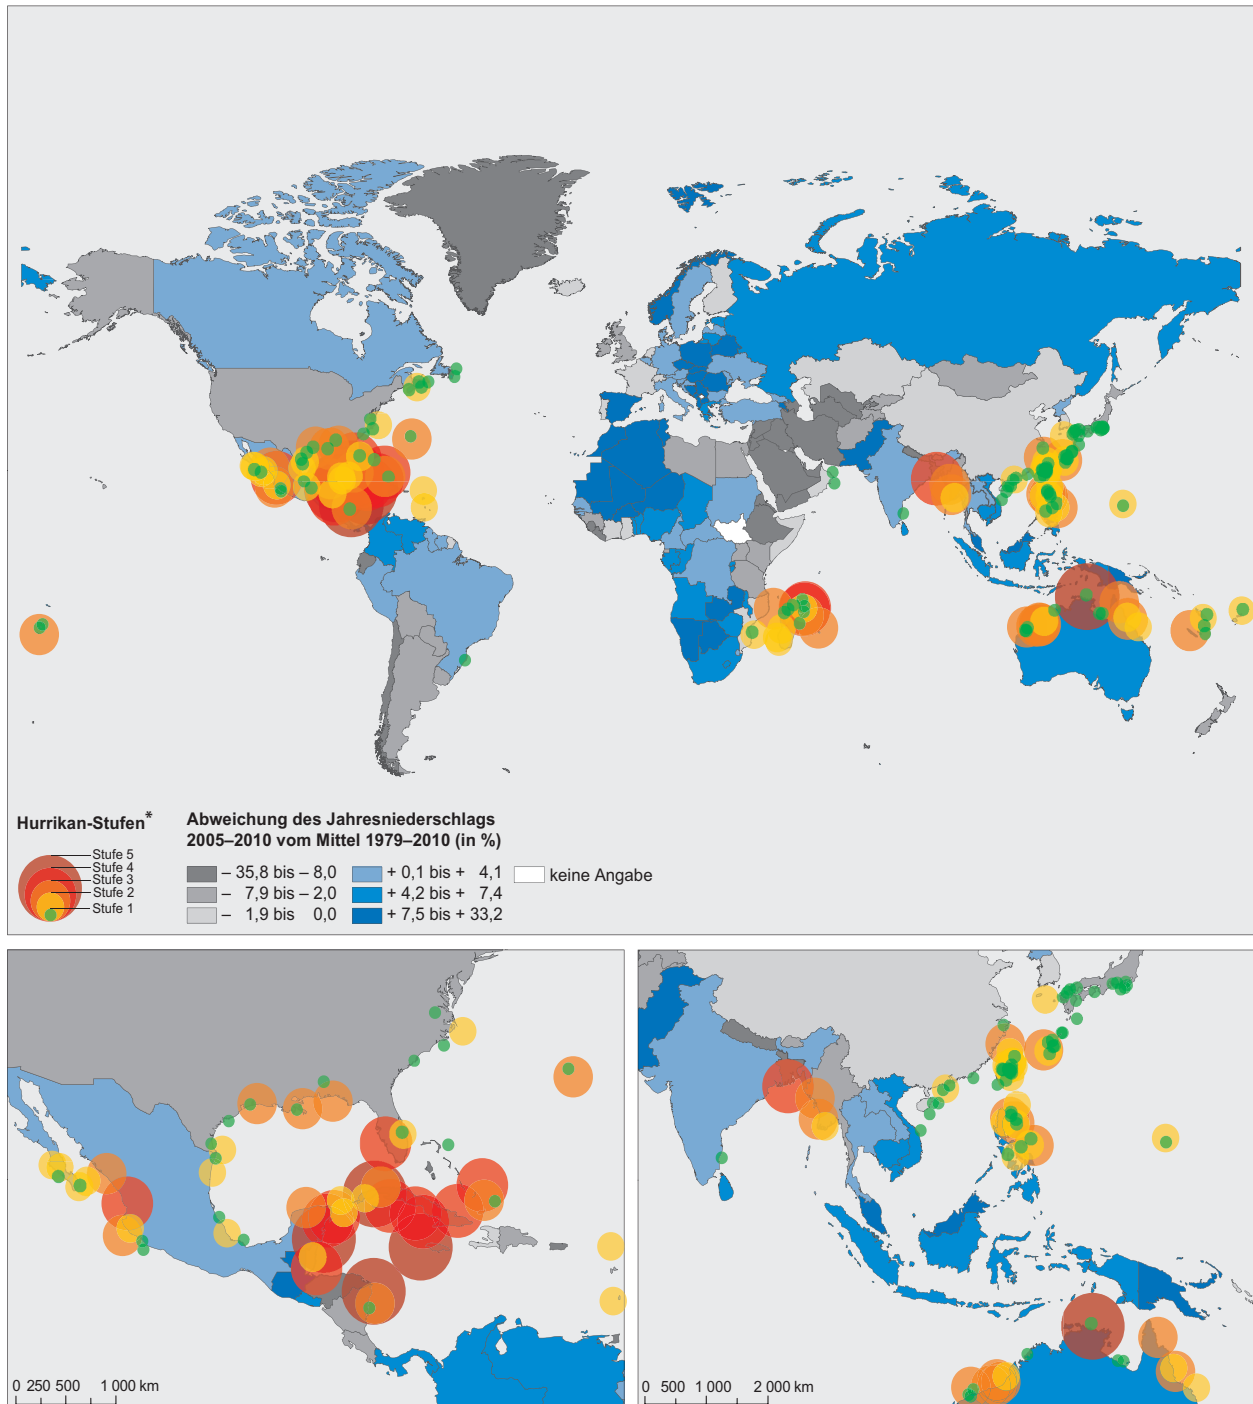 Hurrikan-Stufen*
Stufe 5
Stufe 4
Stufe 3
Stufe 2
Stufe 1
Abweichung des Jahresniederschlags
2005–2010 vom Mittel 1979–2010 (in %)
– 35,8 bis – 8,0
– 7,9 bis – 2,0
– 1,9 bis 0,0
+ 0,1 bis + 4,1
+ 4,2 bis + 7,4
+ 7,5 bis + 33,2
keine Angabe
0 250 500 1 000 km
0 500 1 000 2 000 km